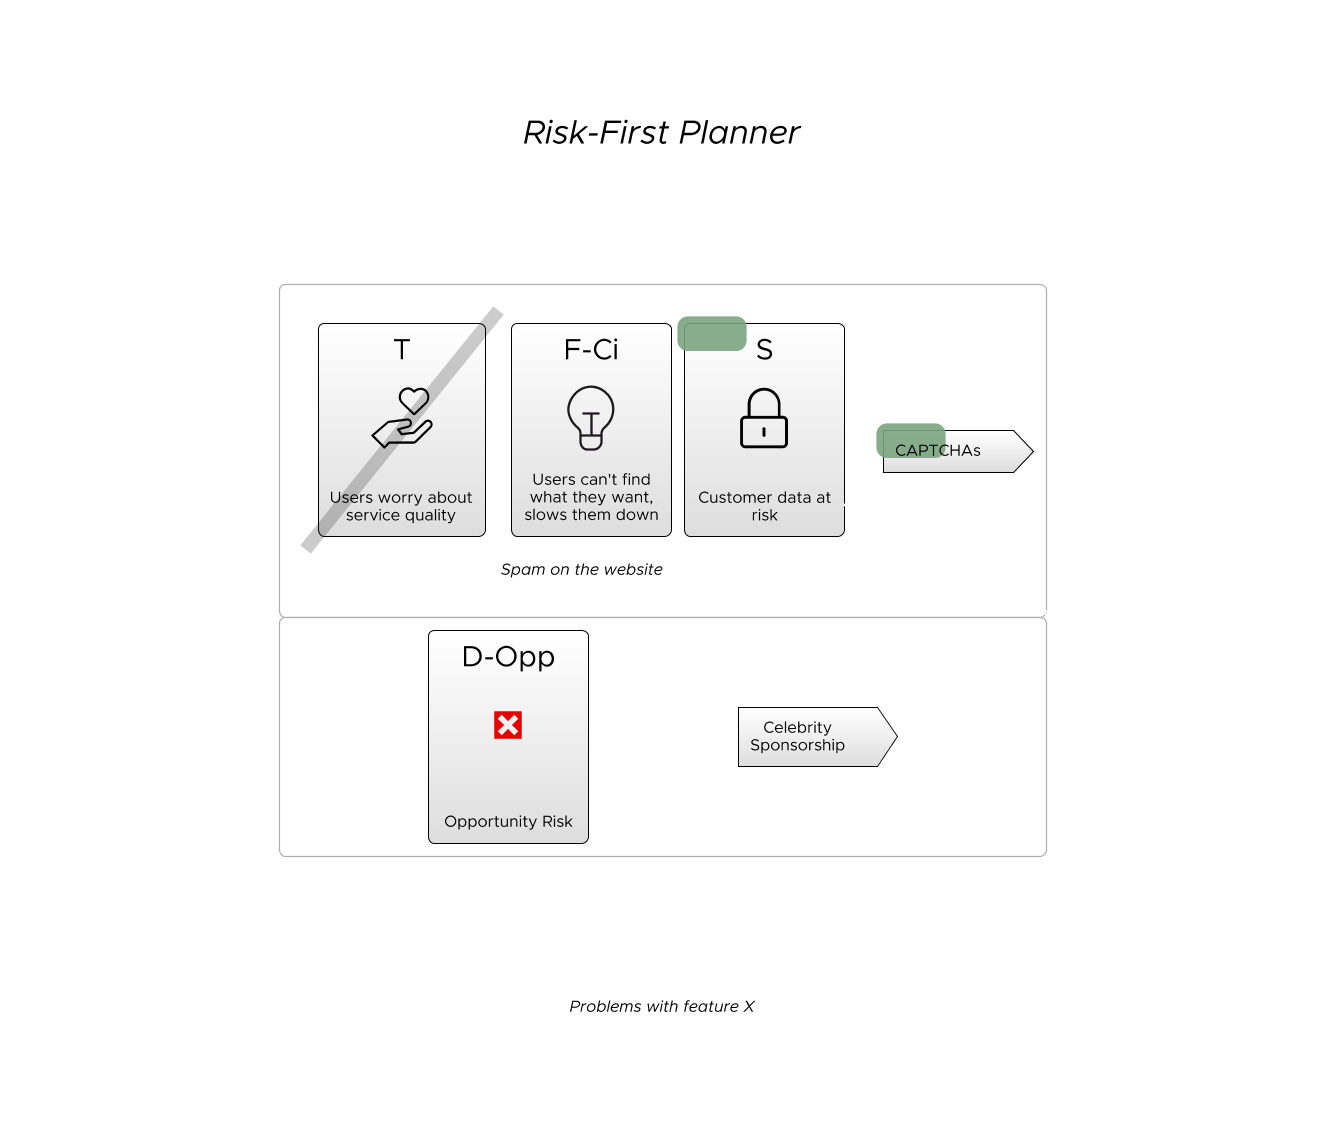 Risk-First Planner
T
Users worry about
service quality
F-Ci
Users can't find
what they want,
slows them down
S
Customer data at
risk
CAPTCHAs
Spam on the website
D-Opp
Opportunity Risk
Celebrity
Sponsorship
Problems with feature X